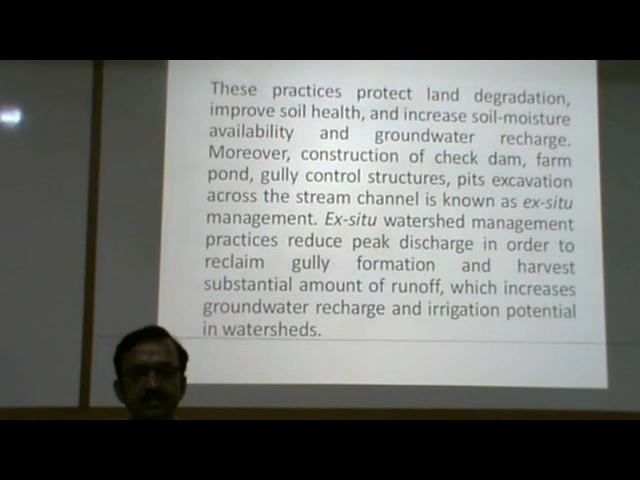 These practices protect land degradation,
improve soil health, and increase soil-moisture
availability and groundwater recharge.
Moreover, construction of check dam, farm
pond, gully control structures, pits excavation
across the stream channel is known as ex-situ
management. Ex-situ watershed management
practices reduce peak discharge in order to
reclaim gully formation and harvest
substantial amount of runoff, which increases
groundwater recharge and irrigation potential
in watersheds.